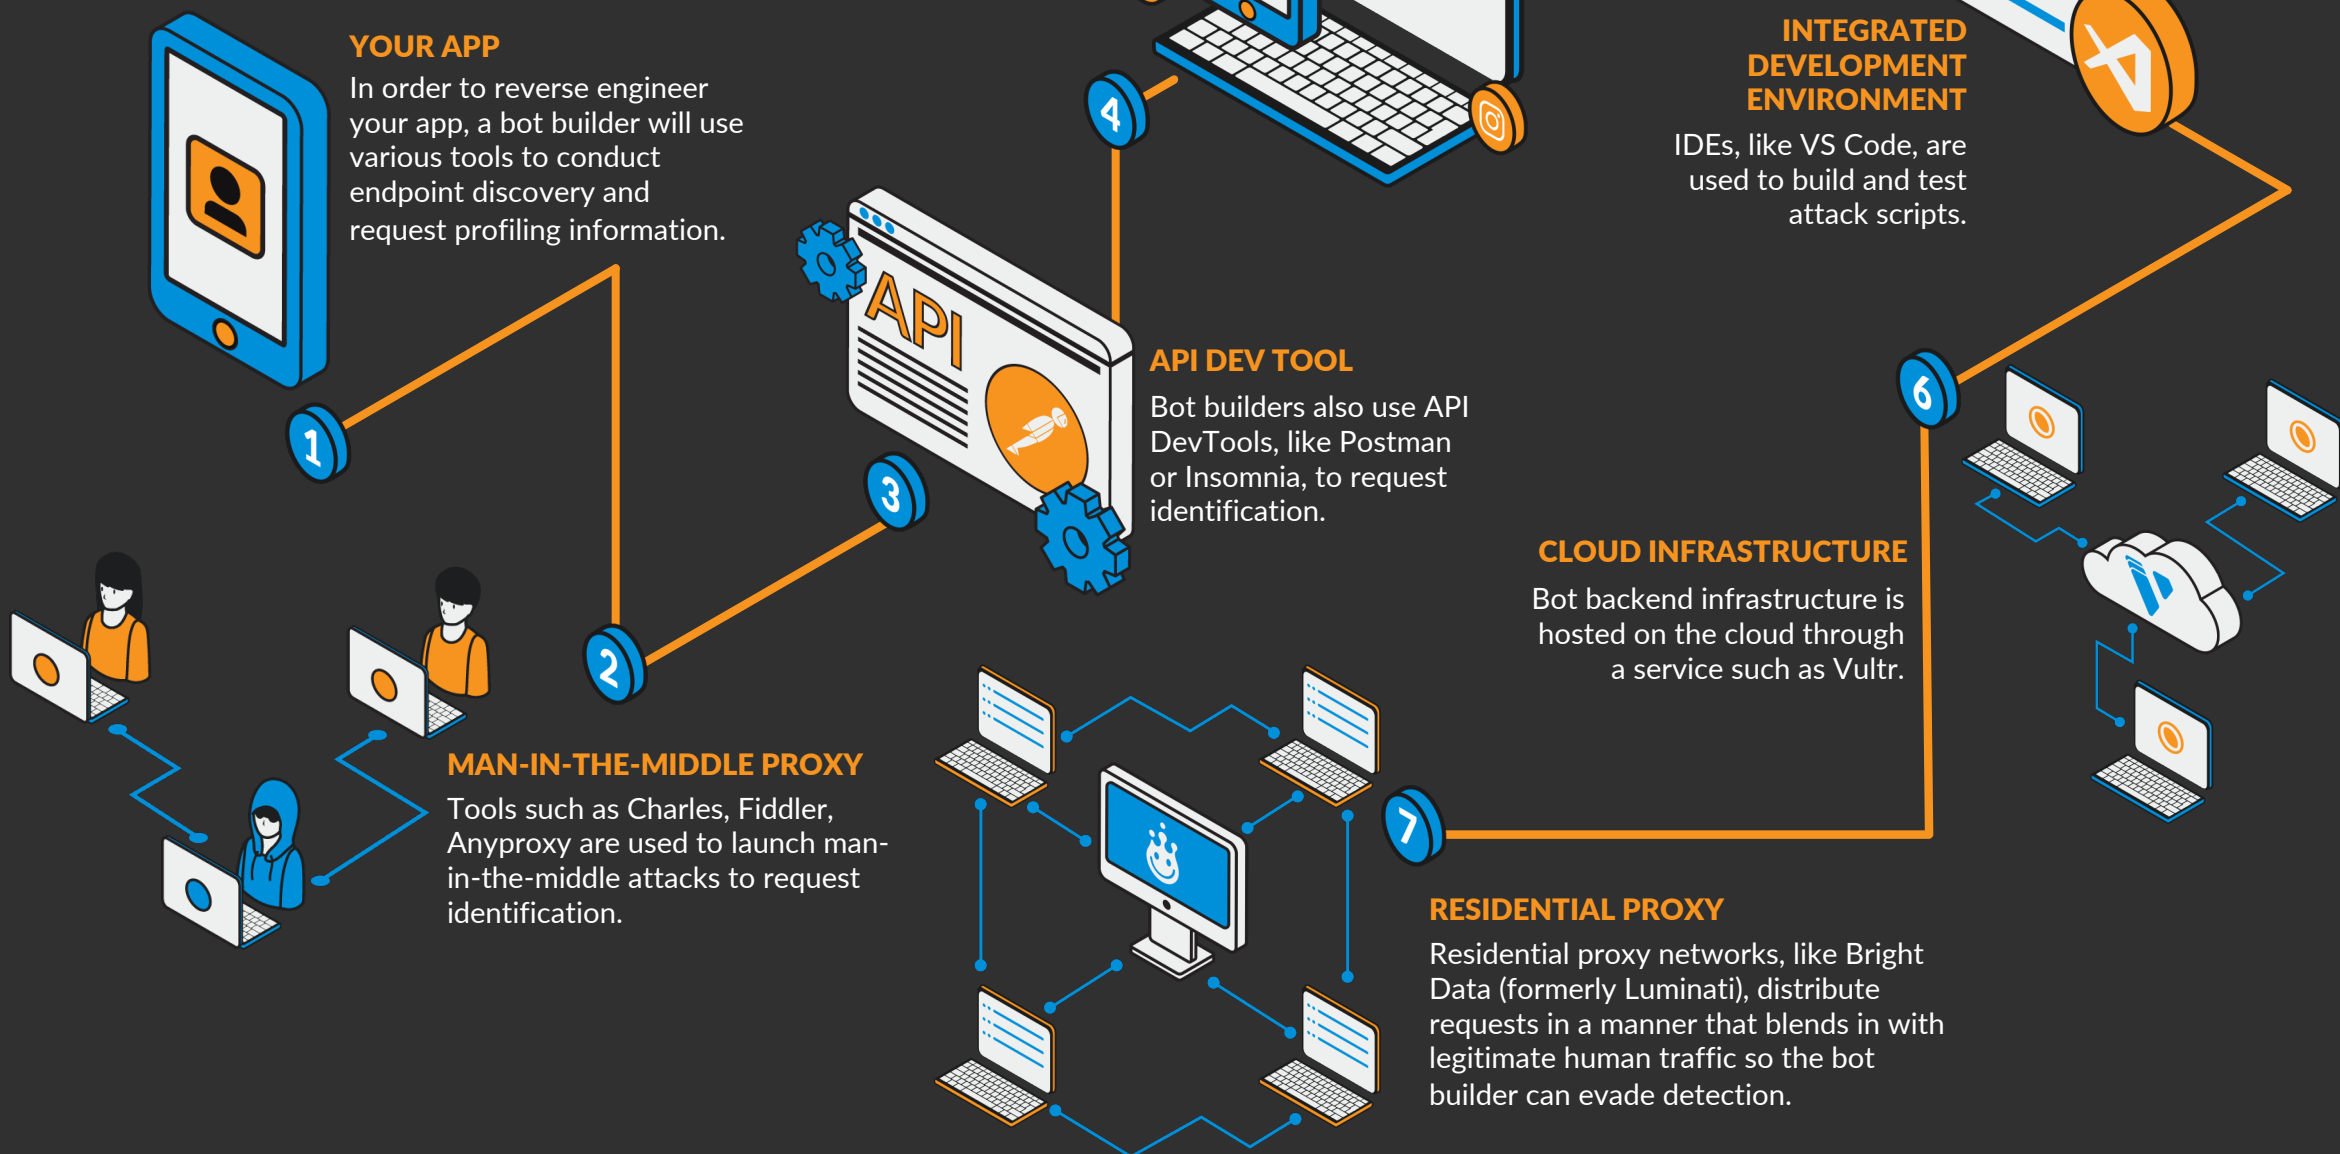 YOUR APP
In order to reverse engineer
your app, a bot builder will use
various tools to conduct
endpoint discovery and
request profiling information.
1
2
MAN-IN-THE-MIDDLE PROXY
Tools such as Charles, Fiddler,
Anyproxy are used to launch man-
in-the-middle attacks to request
identification.
3
API
API DEV TOOL
Bot builders also use API
DevTools, like Postman
or Insomnia, to request
identification.
4
INTEGRATED
DEVELOPMENT
ENVIRONMENT
IDEs, like VS Code, are
used to build and test
attack scripts.
6
CLOUD INFRASTRUCTURE
Bot backend infrastructure is
hosted on the cloud through
a service such as Vultr.
7
RESIDENTIAL PROXY
Residential proxy networks, like Bright
Data (formerly Luminati), distribute
requests in a manner that blends in with
legitimate human traffic so the bot
builder can evade detection.